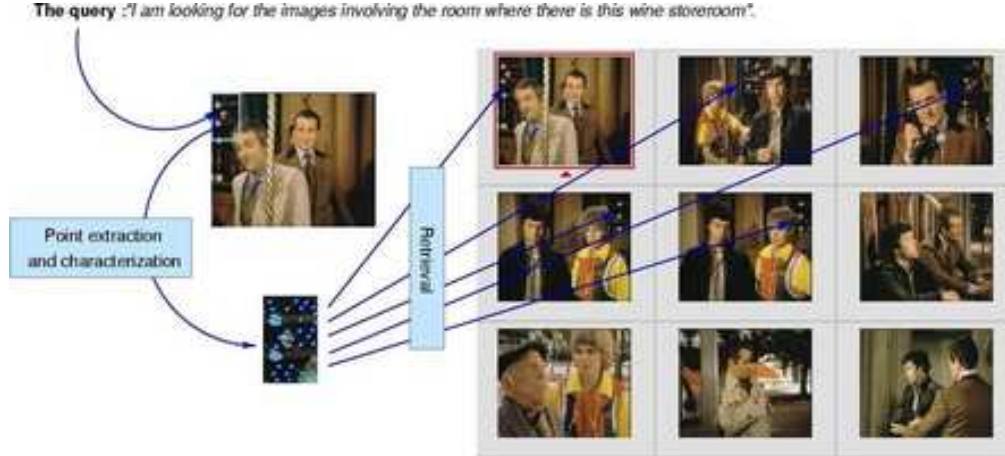 The query :"I am looking for the images involving the room where there is this wine storeroom".
Point extraction
and characterization
Retrieval